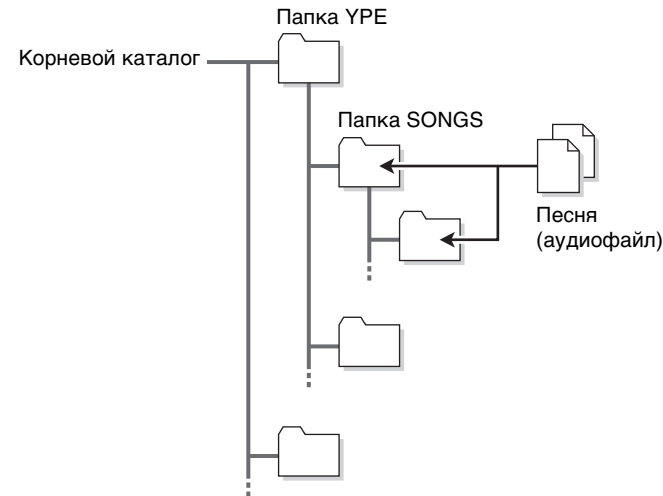 Папка YPE
Корневой каталог
Папка SONGS
Песня
(аудиофайл)